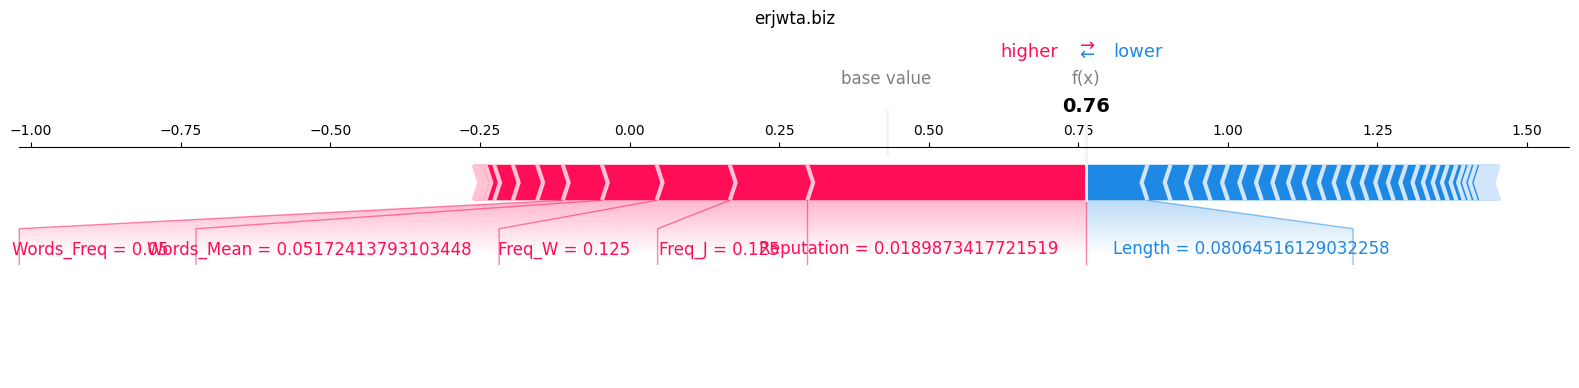 erjwta.biz
higher ⇄ lower
base value f(x)
0.76
−1.00 −0.75 −0.50 −0.25 0.00 0.25 0.50 0.75 1.00 1.25 1.50
Words_Freq = 0.05 Words_Mean = 0.05172413793103448 Freq_W = 0.125 Freq_J = 0.125 Reputation = 0.0189873417721519 Length = 0.08064516129032258